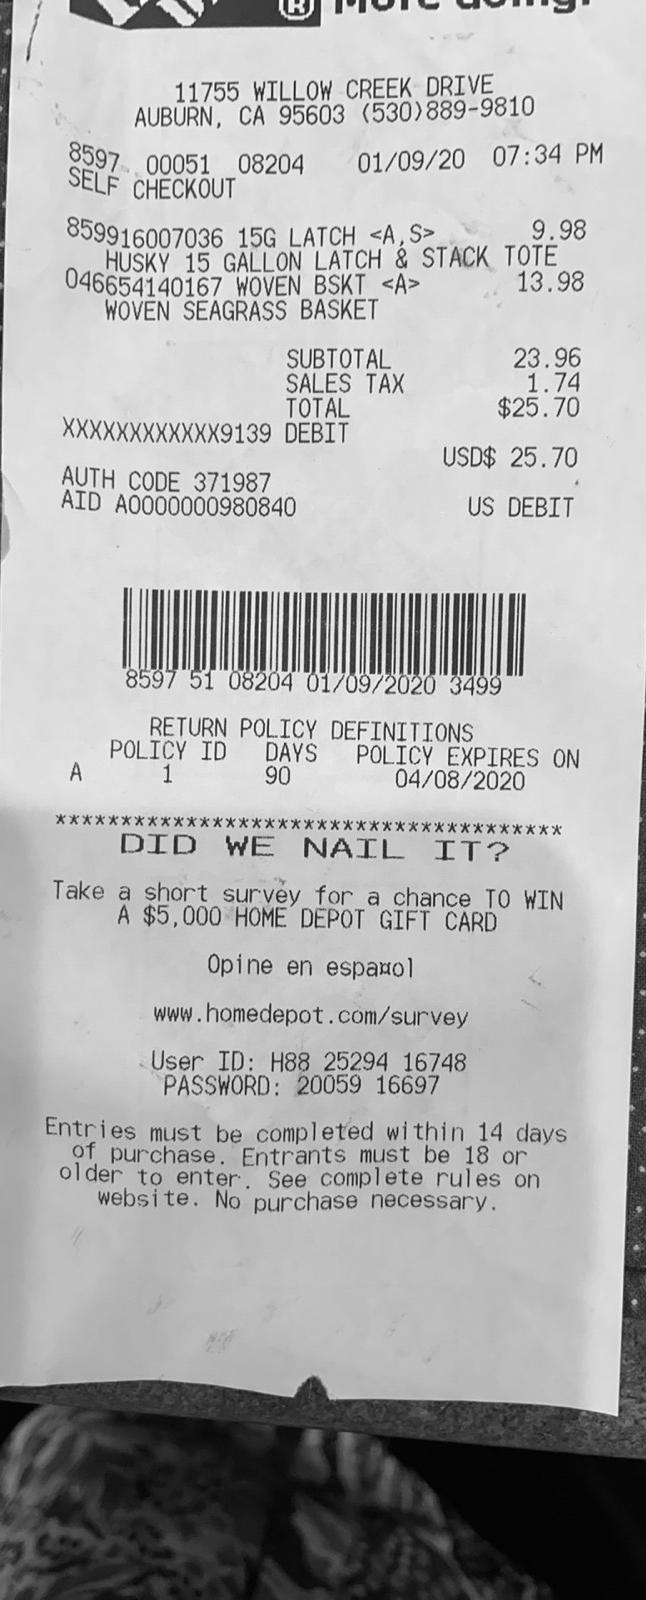 ® More doing.
11755 WILLOW CREEK DRIVE
AUBURN, CA 95603 (530)889-9810
8597 00051 08204 01/09/20 07:34 PM
SELF CHECKOUT
859916007036 15G LATCH <A,S> 9.98
HUSKY 15 GALLON LATCH & STACK TOTE
046654140167 WOVEN BSKT <A> 13.98
WOVEN SEAGRASS BASKET
SUBTOTAL 23.96
SALES TAX 1.74
TOTAL $25.70
XXXXXXXXXXXX9139 DEBIT
USD$ 25.70
AUTH CODE 371987
AID A0000000980840 US DEBIT
8597 51 08204 01/09/2020 3499
RETURN POLICY DEFINITIONS
POLICY ID DAYS POLICY EXPIRES ON
A 1 90 04/08/2020
***************************************
DID WE NAIL IT?
Take a short survey for a chance TO WIN
A $5,000 HOME DEPOT GIFT CARD
Opine en espa¤ol
www.homedepot.com/survey
User ID: H88 25294 16748
PASSWORD: 20059 16697
Entries must be completed within 14 days
of purchase. Entrants must be 18 or
older to enter. See complete rules on
website. No purchase necessary.